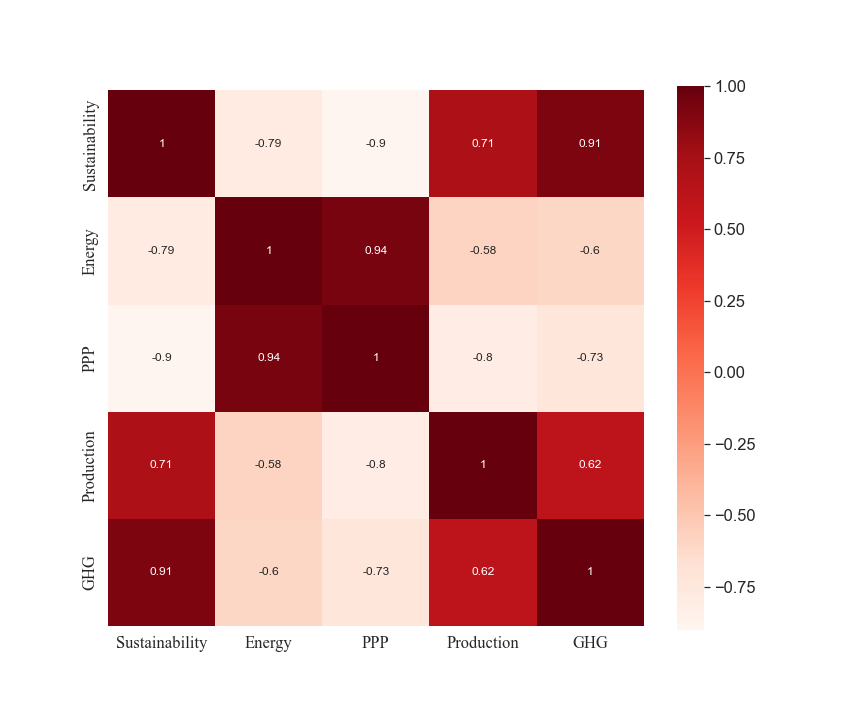 Sustainability 1 -0.79 -0.9 0.71 0.91
Energy -0.79 1 0.94 -0.58 -0.6
PPP -0.9 0.94 1 -0.8 -0.73
Production 0.71 -0.58 -0.8 1 0.62
GHG 0.91 -0.6 -0.73 0.62 1
Sustainability Energy PPP Production GHG
1.00
0.75
0.50
0.25
0.00
−0.25
−0.50
−0.75